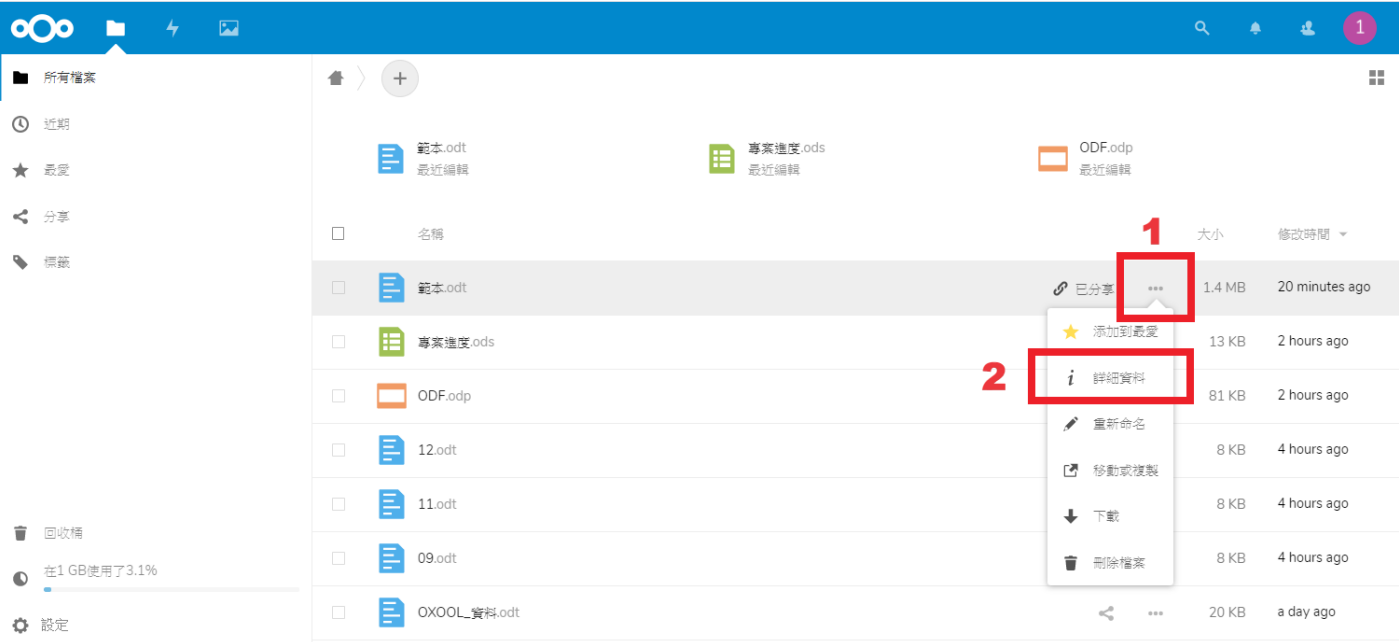 1
所有檔案
近期
最愛
分享
標籤
範本.odt
最近編輯
專案進度.ods
最近編輯
ODF.odp
最近編輯
1
名稱 大小 修改時間
範本.odt 已分享 1.4 MB 20 minutes ago
添加到最愛
專案進度.ods 13 KB 2 hours ago
2
詳細資料
ODF.odp 81 KB 2 hours ago
重新命名
12.odt 8 KB 4 hours ago
移動或複製
11.odt 8 KB 4 hours ago
下載
09.odt 8 KB 4 hours ago
刪除檔案
OXOOL_資料.odt 20 KB a day ago
回收桶
在1 GB使用了3.1%
設定